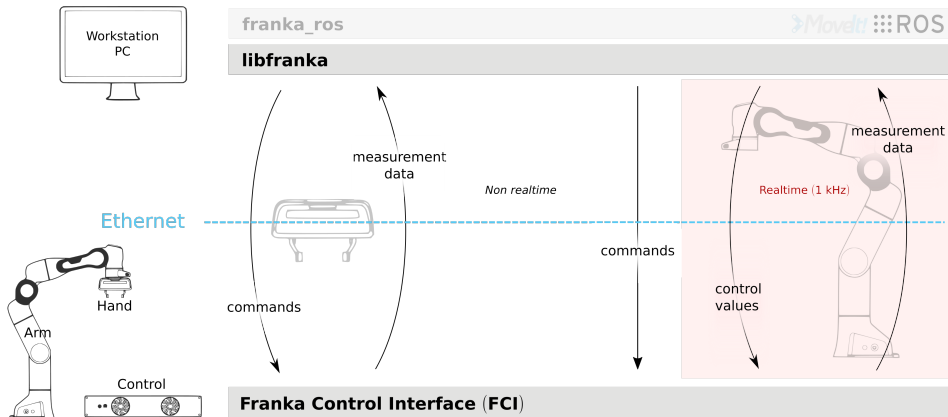 Workstation
PC
franka_ros
MoveIt!
ROS
libfranka
measurement
data
measurement
data
Non realtime
Realtime (1 kHz)
Ethernet
commands
control
values
commands
Hand
Arm
Control
Franka Control Interface (FCI)